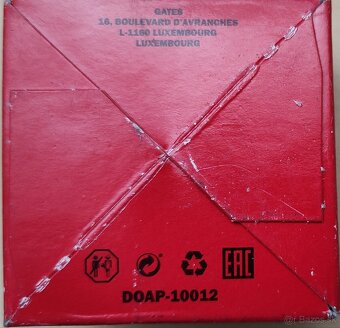 GATES
16, BOULEVARD D'AVRANCHES
L-1160 LUXEMBOURG
LUXEMBOURG
EAC
DOAP-10012